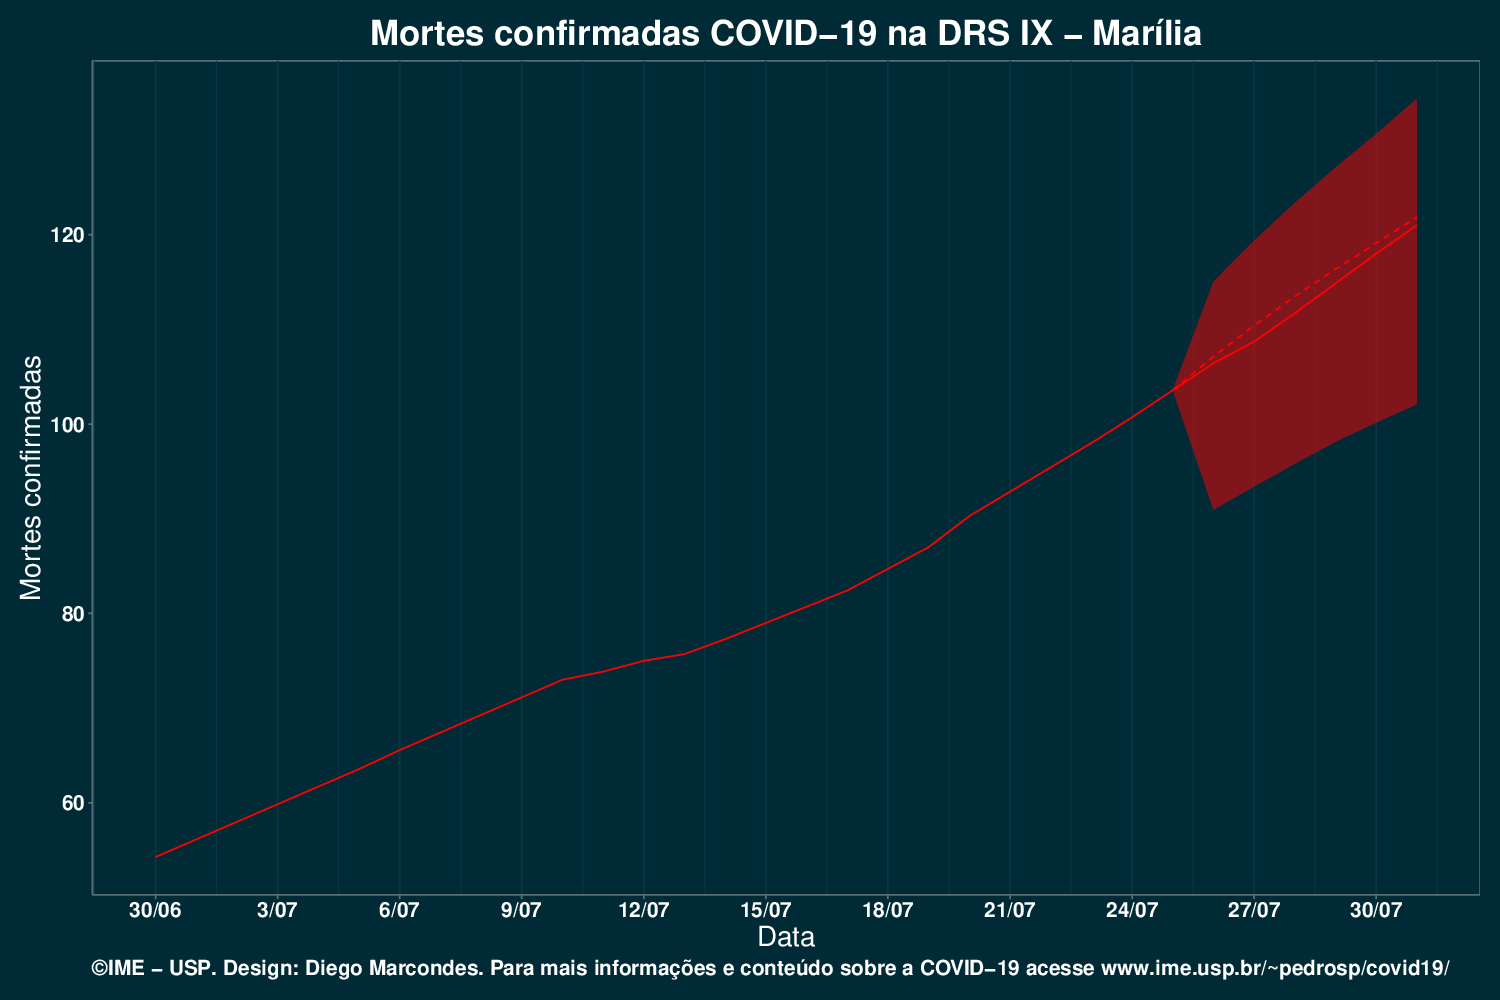 Mortes confirmadas COVID−19 na DRS IX − Marília
Mortes confirmadas
120
100
80
60
30/06 3/07 6/07 9/07 12/07 15/07 18/07 21/07 24/07 27/07 30/07
Data
©IME − USP. Design: Diego Marcondes. Para mais informações e conteúdo sobre a COVID−19 acesse www.ime.usp.br/~pedrosp/covid19/